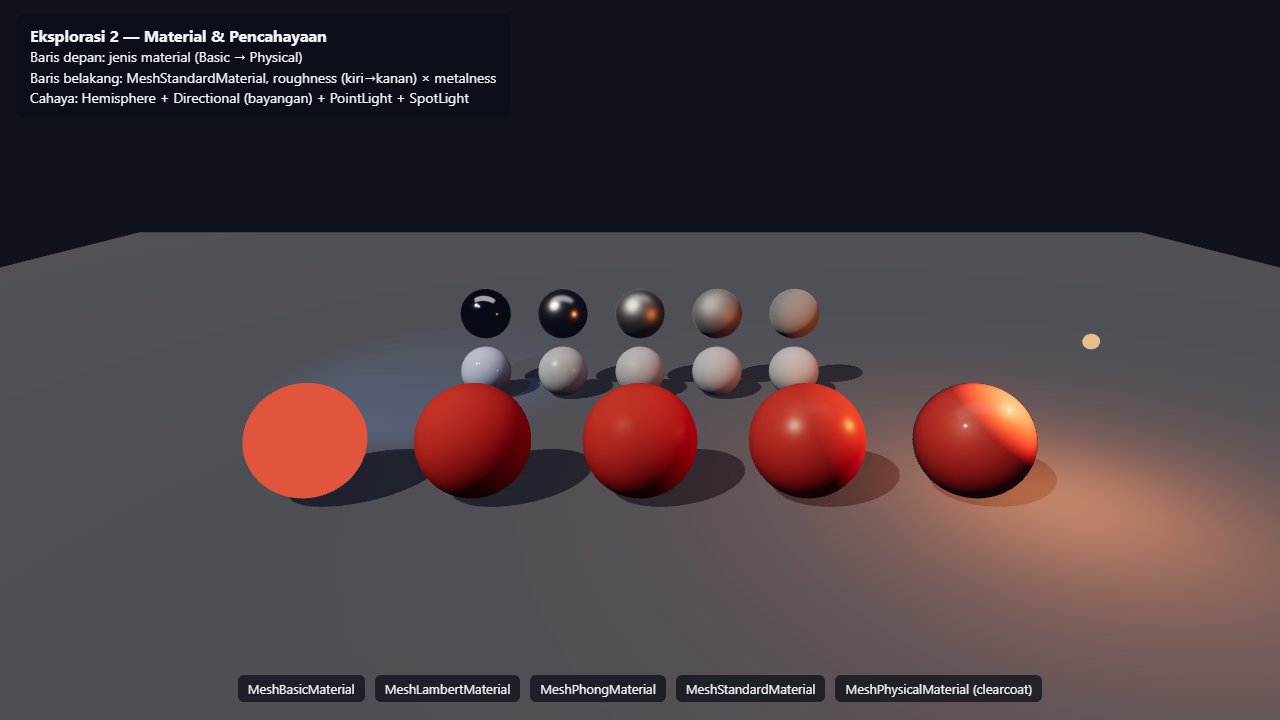 Eksplorasi 2 — Material & Pencahayaan
Baris depan: jenis material (Basic → Physical)
Baris belakang: MeshStandardMaterial, roughness (kiri→kanan) × metalness
Cahaya: Hemisphere + Directional (bayangan) + PointLight + SpotLight
MeshBasicMaterial
MeshLambertMaterial
MeshPhongMaterial
MeshStandardMaterial
MeshPhysicalMaterial (clearcoat)